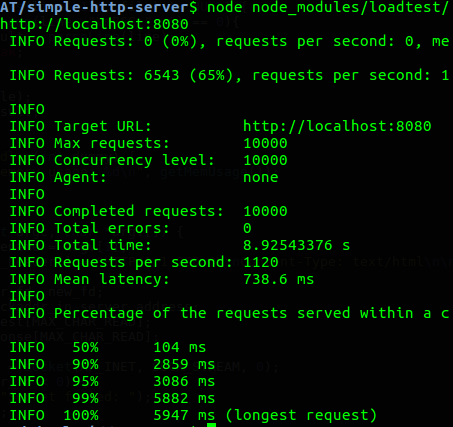 AT/simple-http-server$ node node_modules/loadtest/
http://localhost:8080
INFO Requests: 0 (0%), requests per second: 0, me
INFO Requests: 6543 (65%), requests per second: 1
INFO
INFO Target URL: http://localhost:8080
INFO Max requests: 10000
INFO Concurrency level: 10000
INFO Agent: none
INFO
INFO Completed requests: 10000
INFO Total errors: 0
INFO Total time: 8.92543376 s
INFO Requests per second: 1120
INFO Mean latency: 738.6 ms
INFO
INFO Percentage of the requests served within a c
INFO 50% 104 ms
INFO 90% 2859 ms
INFO 95% 3086 ms
INFO 99% 5882 ms
INFO 100% 5947 ms (longest request)